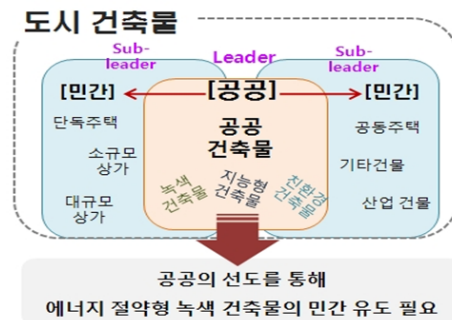 도시 건축물
Sub-
leader
Leader
Sub-
leader
[민간]
[공공]
[민간]
단독주택
소규모
상가
대규모
상가
공공
건축물
녹색
건축물
지능형
건축물
친환경
건축물
공동주택
기타건물
산업 건물
공공의 선도를 통해
에너지 절약형 녹색 건축물의 민간 유도 필요